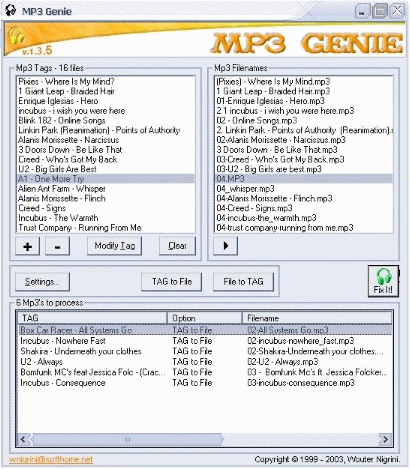 MP3 Genie
v.1.3.5
MP3 GENIE
Mp3 Tags - 16 files
Pixies - Where Is My Mind?
1 Giant Leap - Braided Hair
Enrique Iglesias - Hero
incubus - i wish you were here
Blink 182 - Online Songs
Linkin Park (Reanimation) - Points of Authority
Alanis Morissette - Narcissus
3 Doors Down - Be Like That
Creed - Who's Got My Back
U2 - Big Girls Are Best
A1 - One More Try
Alien Ant Farm - Whisper
Alanis Morissette - Flinch
Creed - Signs
Incubus - The Warmth
Trust Company - Running From Me
Mp3 Filenames
(Pixies) - Where Is My Mind.mp3
1 Giant Leap - Braided Hair.mp3
01-Enrique Iglesias - Hero.mp3
2 1 incubus - i wish you were here.mp3
02 - Online Songs.mp3
2. Linkin Park - Points of Authority (Reanimation).m
02-Alanis Morissette - Narcissus.mp3
3 Doors Down - Be Like That.mp3
03 - Creed - Who's Got My Back.mp3
03-U2 - Big Girls are best.mp3
04.MP3
04_whisper.mp3
04-Alanis Morissette - Flinch.mp3
04-Creed - Signs.mp3
04-incubus-the_warmth.mp3
04-trust company-running from me.mp3
+
-
Modify Tag
Clear
Settings...
TAG to File
File to TAG
Fix It!
6 Mp3's to process
TAG Option Filename
Box Car Racer - All Systems Go TAG to File 02-All Systems Go.mp3
Incubus - Nowhere Fast TAG to File 02-incubus-nowhere_fast.mp3
Shakira - Underneath your clothes TAG to File 02-Shakira-Underneath your clothes....
U2 - Always TAG to File 02-U2 - Always.mp3
Bomfunk MC's feat Jessica Folc - (Crac... TAG to File 03 - Bomfunk Mc's ft. Jessica Folcker...
Incubus - Consequence TAG to File 03-incubus-consequence.mp3
wnigrini@softhome.net
Copyright © 1999 - 2003, Wouter Nigrini.